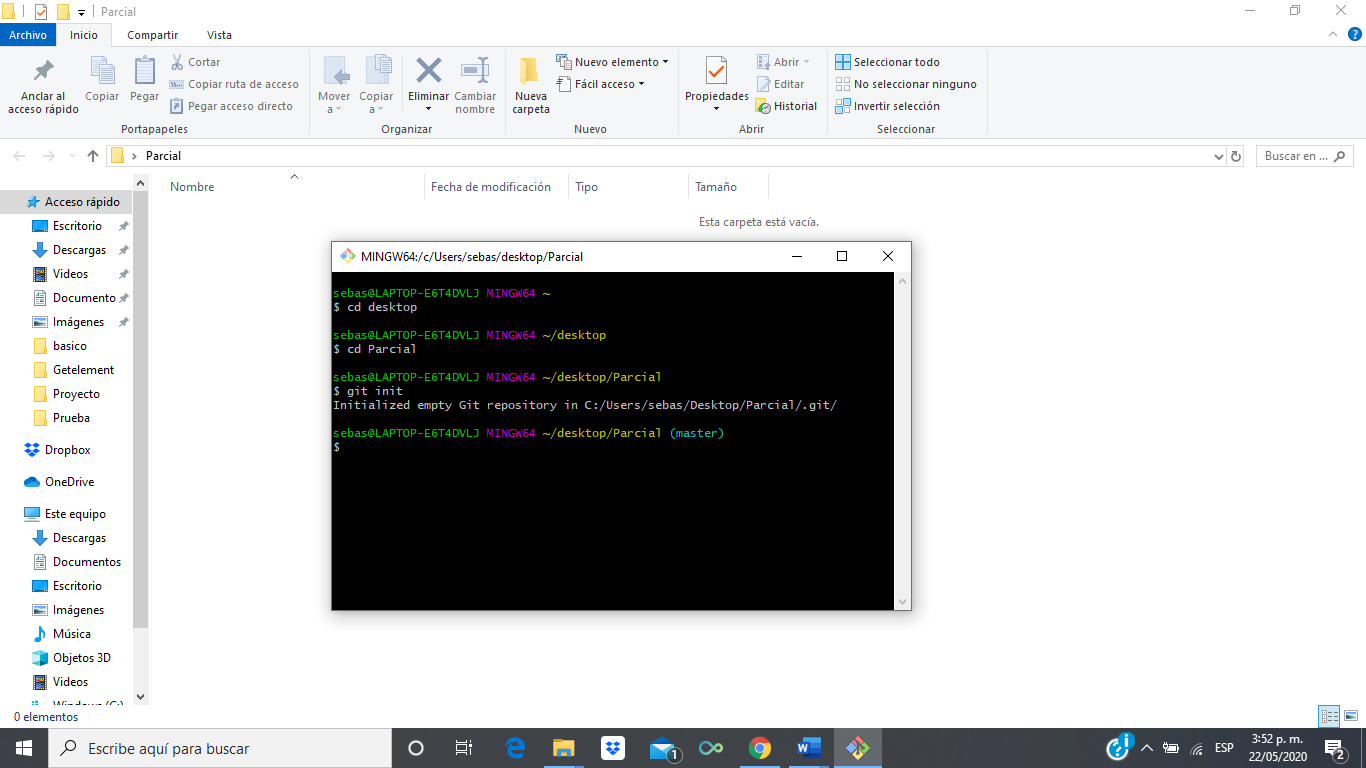 Parcial
Archivo Inicio Compartir Vista
Anclar al acceso rápido
Copiar
Pegar
Cortar
Copiar ruta de acceso
Pegar acceso directo
Portapapeles
Mover a
Copiar a
Eliminar
Cambiar nombre
Organizar
Nueva carpeta
Nuevo elemento
Fácil acceso
Nuevo
Propiedades
Abrir
Editar
Historial
Abrir
Seleccionar todo
No seleccionar ninguno
Invertir selección
Seleccionar
Parcial
Buscar en ...
Nombre Fecha de modificación Tipo Tamaño
Esta carpeta está vacía.
Acceso rápido
Escritorio
Descargas
Videos
Documento
Imágenes
basico
Getelement
Proyecto
Prueba
Dropbox
OneDrive
Este equipo
Descargas
Documentos
Escritorio
Imágenes
Música
Objetos 3D
Videos
Windows (C:)
0 elementos
MINGW64:/c/Users/sebas/desktop/Parcial
sebas@LAPTOP-E6T4DVLJ MINGW64 ~
$ cd desktop
sebas@LAPTOP-E6T4DVLJ MINGW64 ~/desktop
$ cd Parcial
sebas@LAPTOP-E6T4DVLJ MINGW64 ~/desktop/Parcial
$ git init
Initialized empty Git repository in C:/Users/sebas/Desktop/Parcial/.git/
sebas@LAPTOP-E6T4DVLJ MINGW64 ~/desktop/Parcial (master)
$
Escribe aquí para buscar
1
ESP
3:52 p. m.
22/05/2020
2